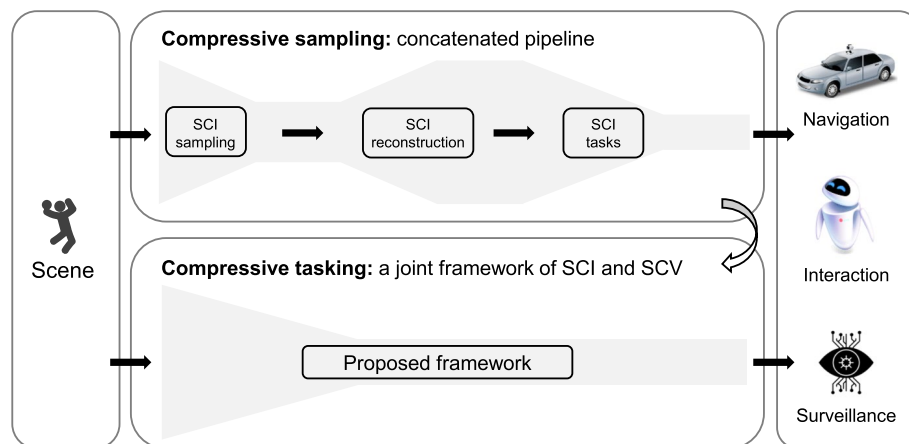 Scene
Compressive sampling: concatenated pipeline
SCI
sampling
SCI
reconstruction
SCI
tasks
Compressive tasking: a joint framework of SCI and SCV
Proposed framework
Navigation
Interaction
Surveillance